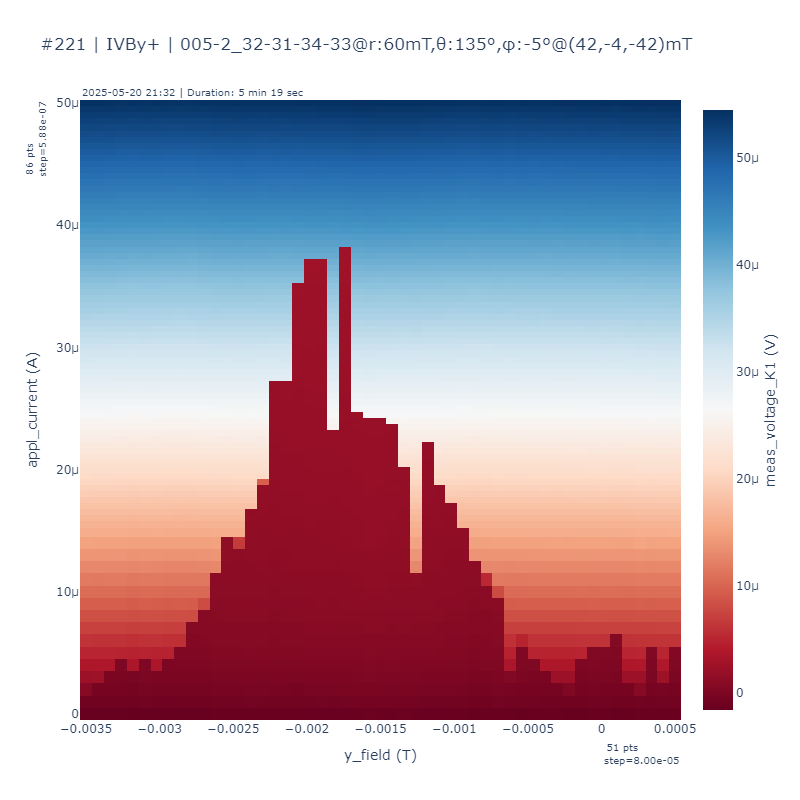 #221 | IVBy+ | 005-2_32-31-34-33@r:60mT,θ:135°,φ:-5°@(42,-4,-42)mT
2025-05-20 21:32 | Duration: 5 min 19 sec
86 pts
step=5.88e-07
50μ
40μ
30μ
20μ
10μ
0
appl_current (A)
−0.0035
−0.003
−0.0025
−0.002
−0.0015
−0.001
−0.0005
0
0.0005
y_field (T)
51 pts
step=8.00e-05
50μ
40μ
30μ
20μ
10μ
0
meas_voltage_K1 (V)